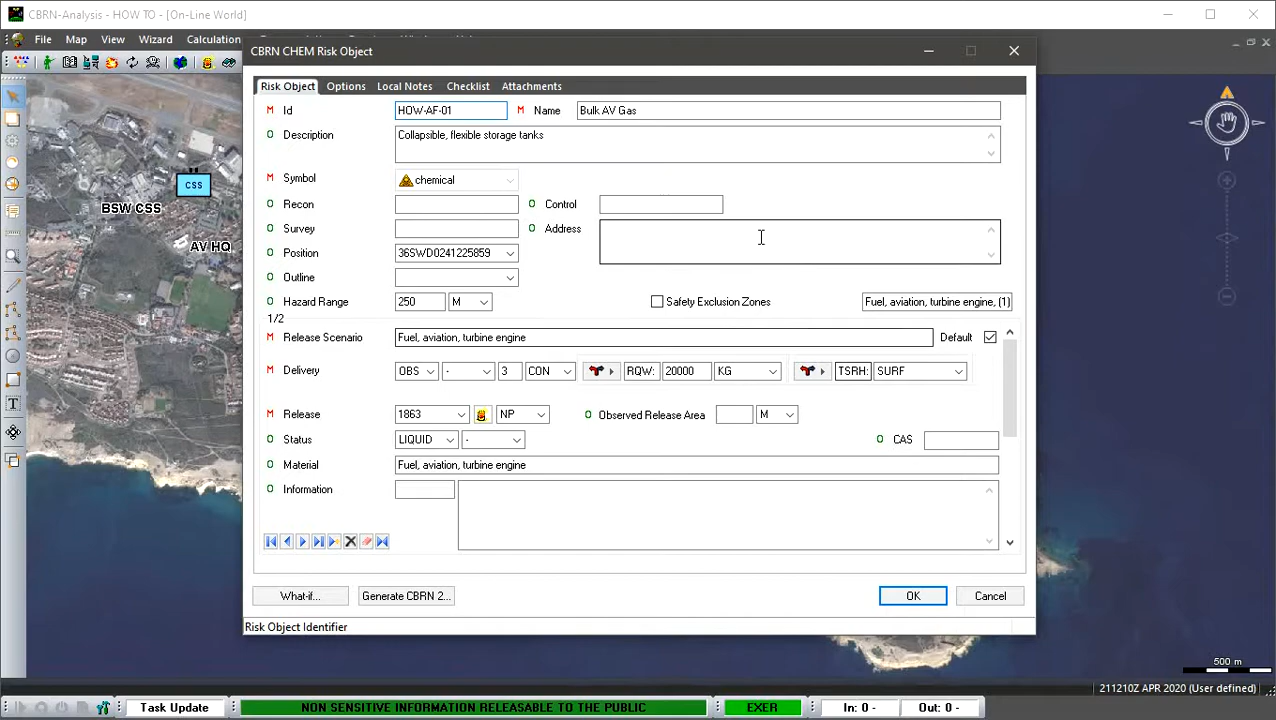 CBRN-Analysis - HOW TO - [On-Line World]
File Map View Wizard Calculation
CBRN CHEM Risk Object
Risk Object Options Local Notes Checklist Attachments
M Id HOW-AF-01 M Name Bulk AV Gas
O Description Collapsible, flexible storage tanks
M Symbol chemical
O Recon O Control
O Survey O Address
O Position 36SWD0241225859
O Outline
O Hazard Range 250 M Safety Exclusion Zones Fuel, aviation, turbine engine, (1)
1/2
M Release Scenario Fuel, aviation, turbine engine Default
M Delivery OBS - 3 CON RQW: 20000 KG TSRH: SURF
M Release 1863 NP O Observed Release Area M
O Status LIQUID - O CAS
O Material Fuel, aviation, turbine engine
O Information
What-if... Generate CBRN 2... OK Cancel
Risk Object Identifier
CSS
BSW CSS
AV HQ
500 m
211210Z APR 2020 (User defined)
Task Update NON SENSITIVE INFORMATION RELEASABLE TO THE PUBLIC EXER In: 0 - Out: 0 -